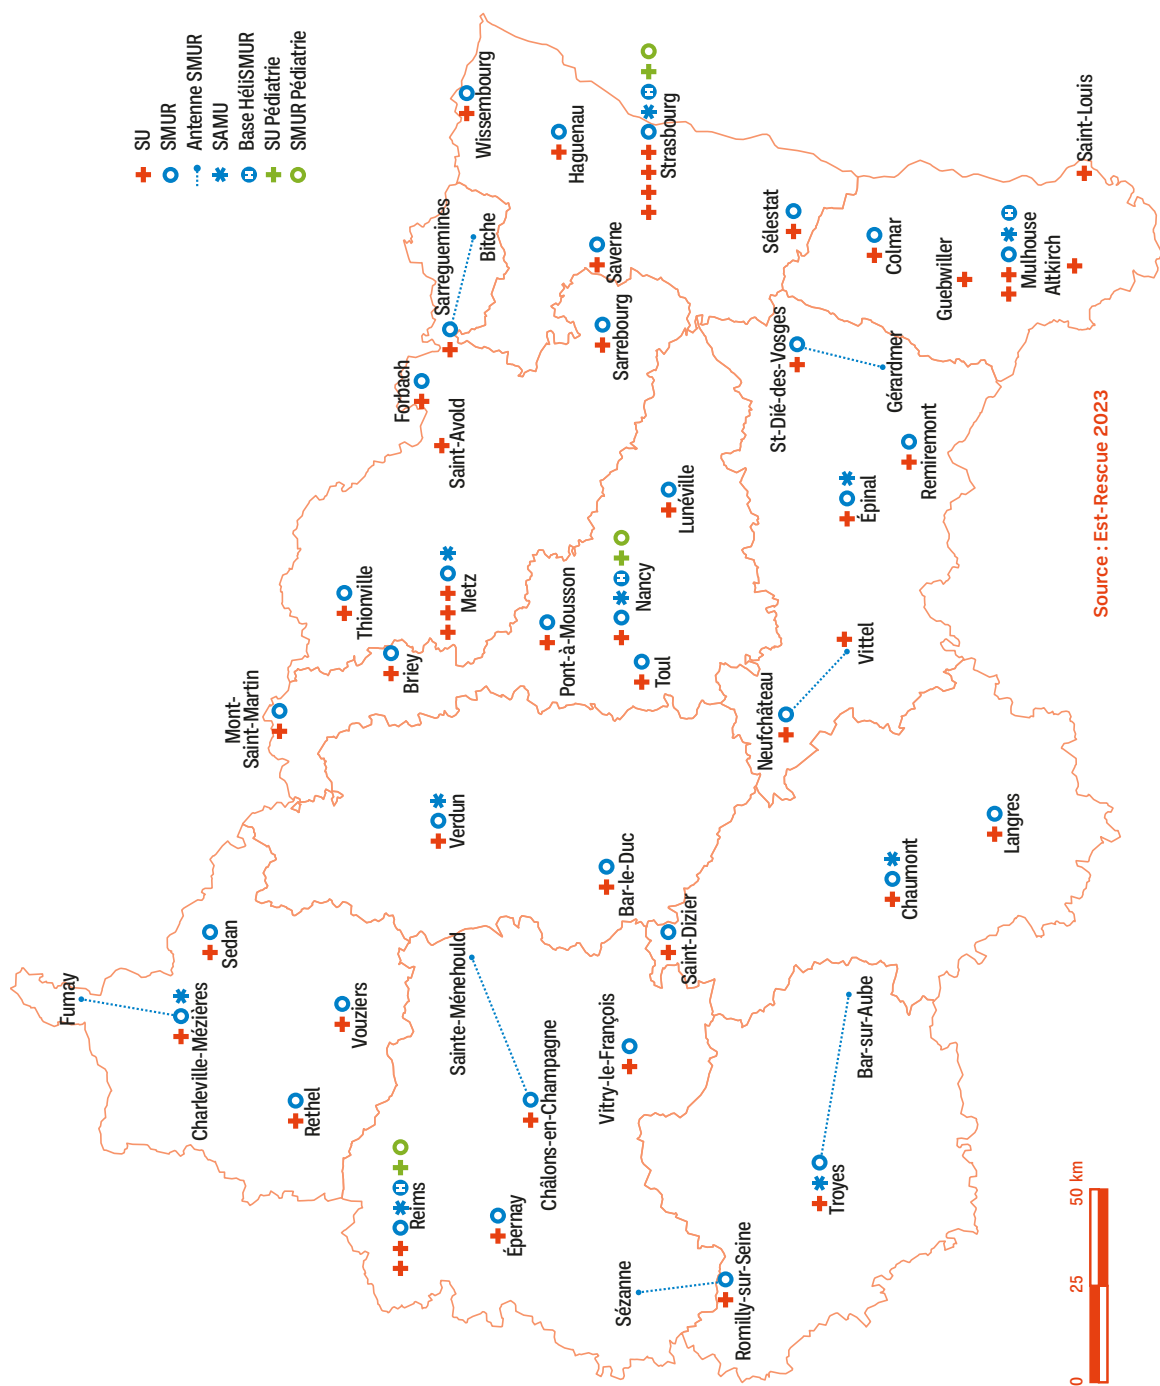 SU
SMUR
Antenne SMUR
SAMU
Base HéliSMUR
SU Pédiatrie
SMUR Pédiatrie
Fumay
Charleville-Mézières
Sedan
Rethel
Vouziers
Reims
Épernay
Sainte-Ménehould
Châlons-en-Champagne
Vitry-le-François
Sézanne
Romilly-sur-Seine
Troyes
Bar-sur-Aube
Saint-Dizier
Chaumont
Langres
Verdun
Bar-le-Duc
Mont-
Saint-Martin
Briey
Thionville
Metz
Pont-à-Mousson
Toul
Nancy
Lunéville
Forbach
Saint-Avold
Sarreguemines
Bitche
Sarrebourg
Neufchâteau
Vittel
Épinal
Remiremont
Gérardmer
St-Dié-des-Vosges
Wissembourg
Haguenau
Saverne
Strasbourg
Sélestat
Colmar
Guebwiller
Mulhouse
Altkirch
Saint-Louis
Source : Est-Rescue 2023
0
25
50 km